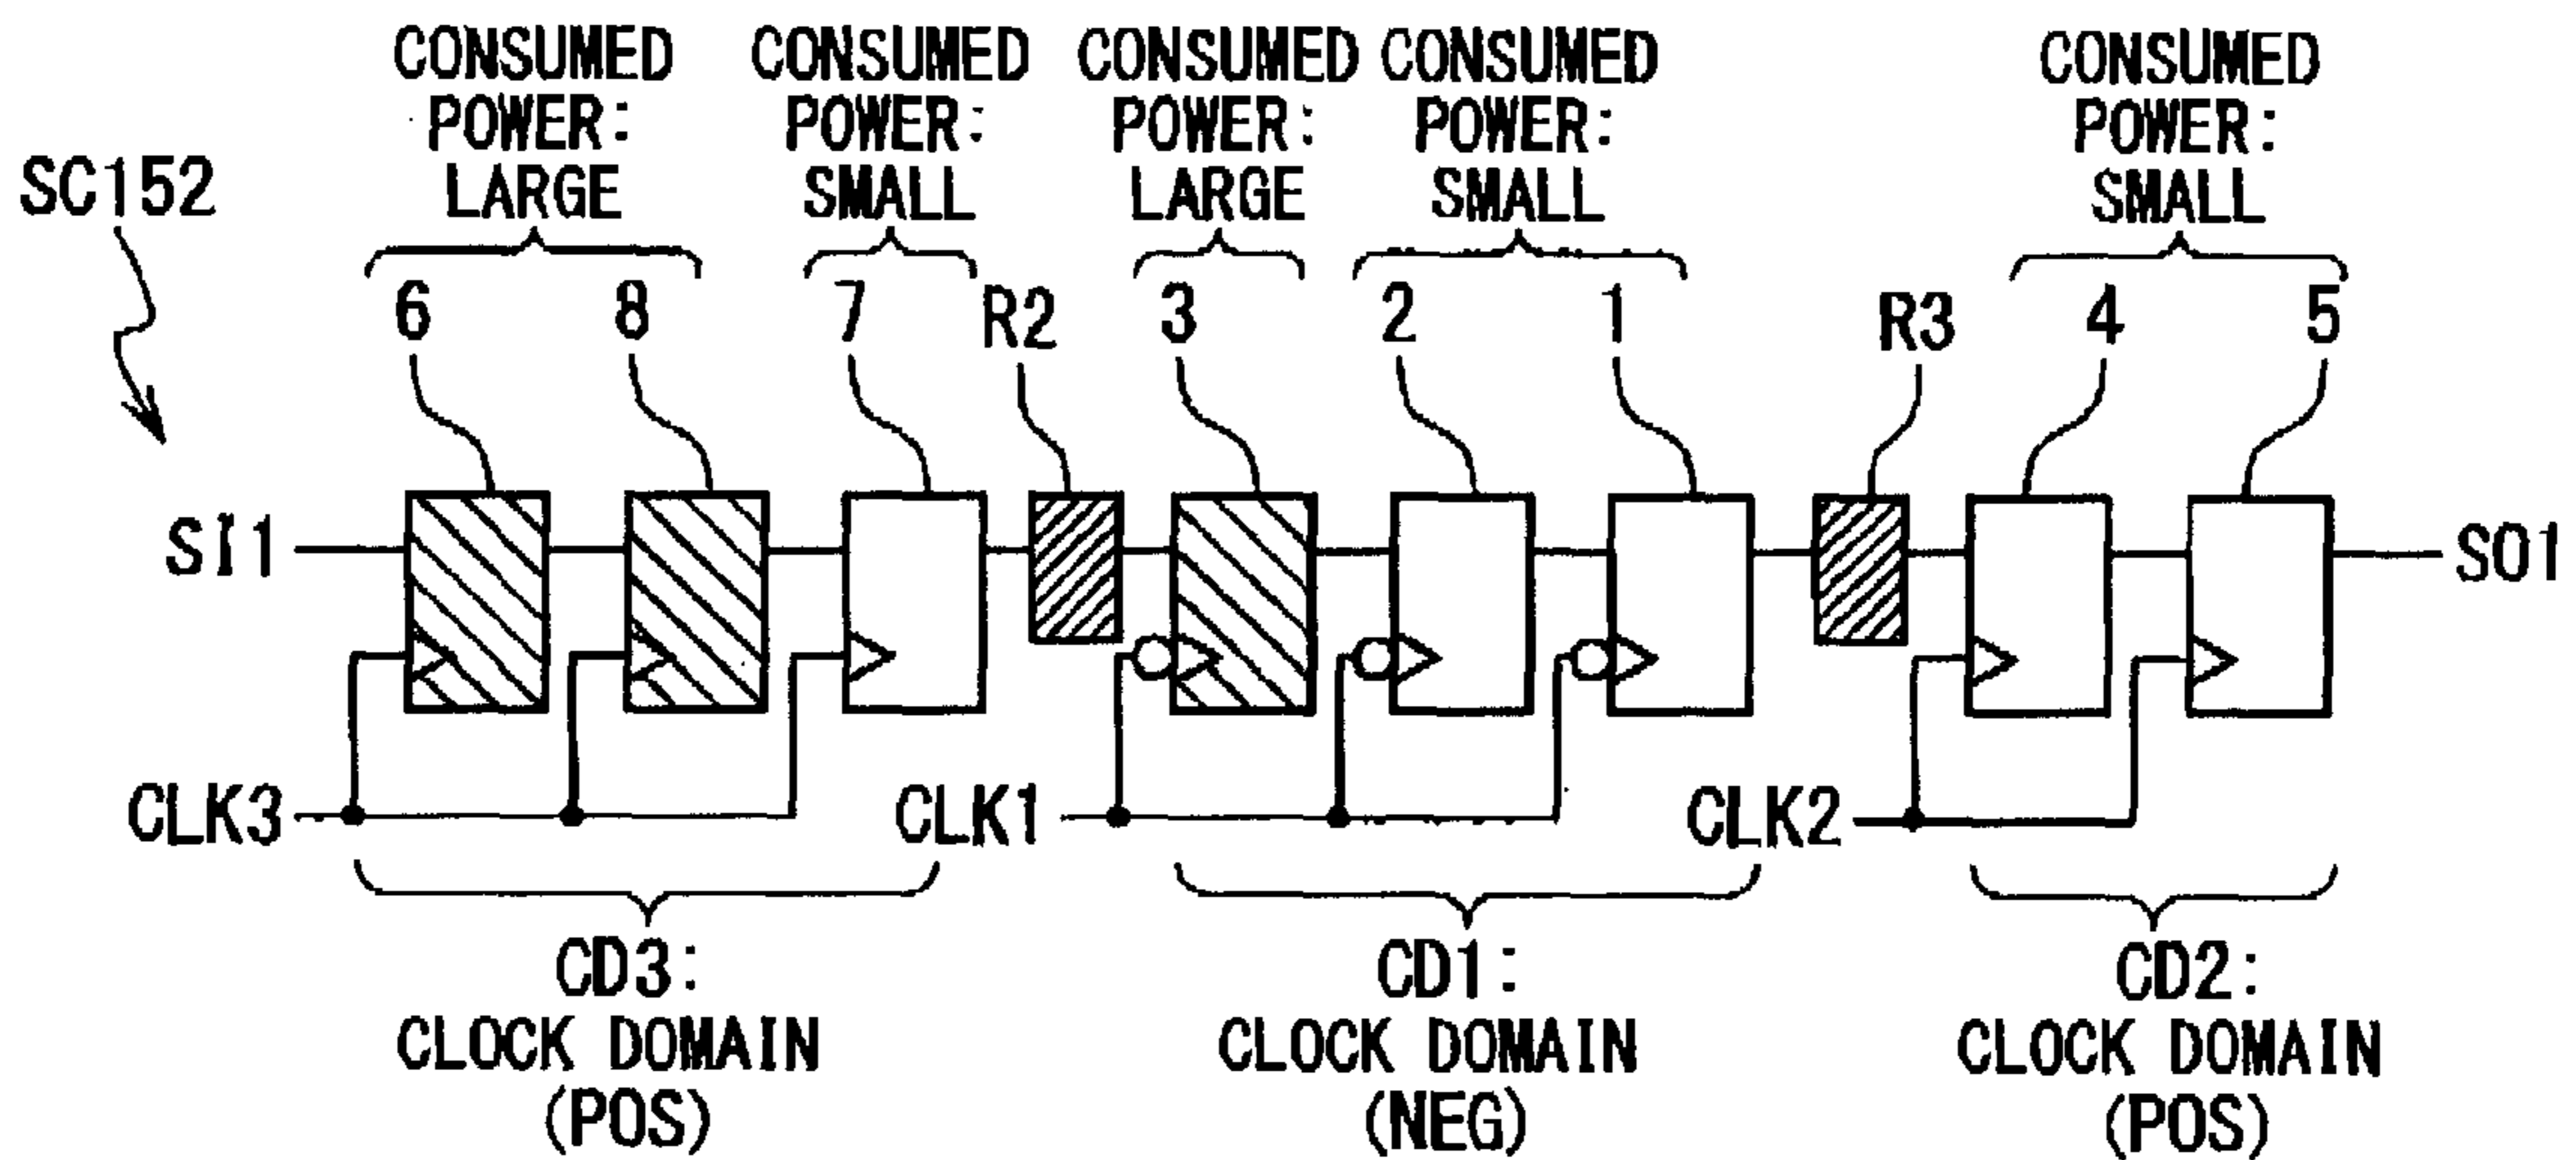 CONSUMED POWER: LARGE
CONSUMED POWER: SMALL
CONSUMED POWER: LARGE
CONSUMED POWER: SMALL
CONSUMED POWER: SMALL
SC152
6
8
7
R2
3
2
1
R3
4
5
SI1
SO1
CLK3
CLK1
CLK2
CD3:
CLOCK DOMAIN
(POS)
CD1:
CLOCK DOMAIN
(NEG)
CD2:
CLOCK DOMAIN
(POS)